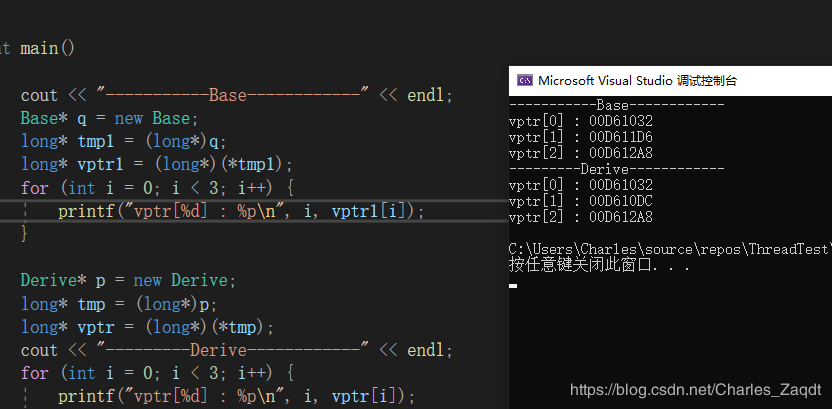 nt main()
cout << "-----------Base------------" << endl;
Base* q = new Base;
long* tmp1 = (long*)q;
long* vptr1 = (long*)(*tmp1);
for (int i = 0; i < 3; i++) {
printf("vptr[%d] : %p\n", i, vptr1[i]);
}
Derive* p = new Derive;
long* tmp = (long*)p;
long* vptr = (long*)(*tmp);
cout << "---------Derive------------" << endl;
for (int i = 0; i < 3; i++) {
printf("vptr[%d] : %p\n", i, vptr[i]);
Microsoft Visual Studio 调试控制台
-----------Base------------
vptr[0] : 00D61032
vptr[1] : 00D611D6
vptr[2] : 00D612A8
---------Derive------------
vptr[0] : 00D61032
vptr[1] : 00D610DC
vptr[2] : 00D612A8
C:\Users\Charles\source\repos\ThreadTest\
按任意键关闭此窗口. . .
https://blog.csdn.net/Charles_Zaqdt